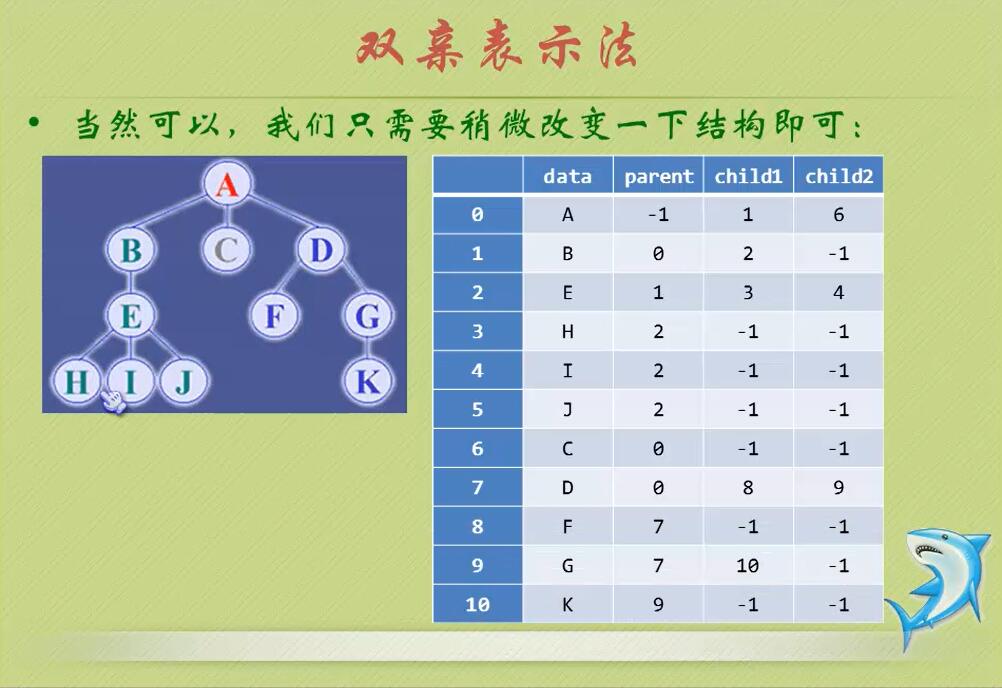 双亲表示法
• 当然可以，我们只需要稍微改变一下结构即可：
A
B C D
E F G
H I J K
data parent child1 child2
0 A -1 1 6
1 B 0 2 -1
2 E 1 3 4
3 H 2 -1 -1
4 I 2 -1 -1
5 J 2 -1 -1
6 C 0 -1 -1
7 D 0 8 9
8 F 7 -1 -1
9 G 7 10 -1
10 K 9 -1 -1